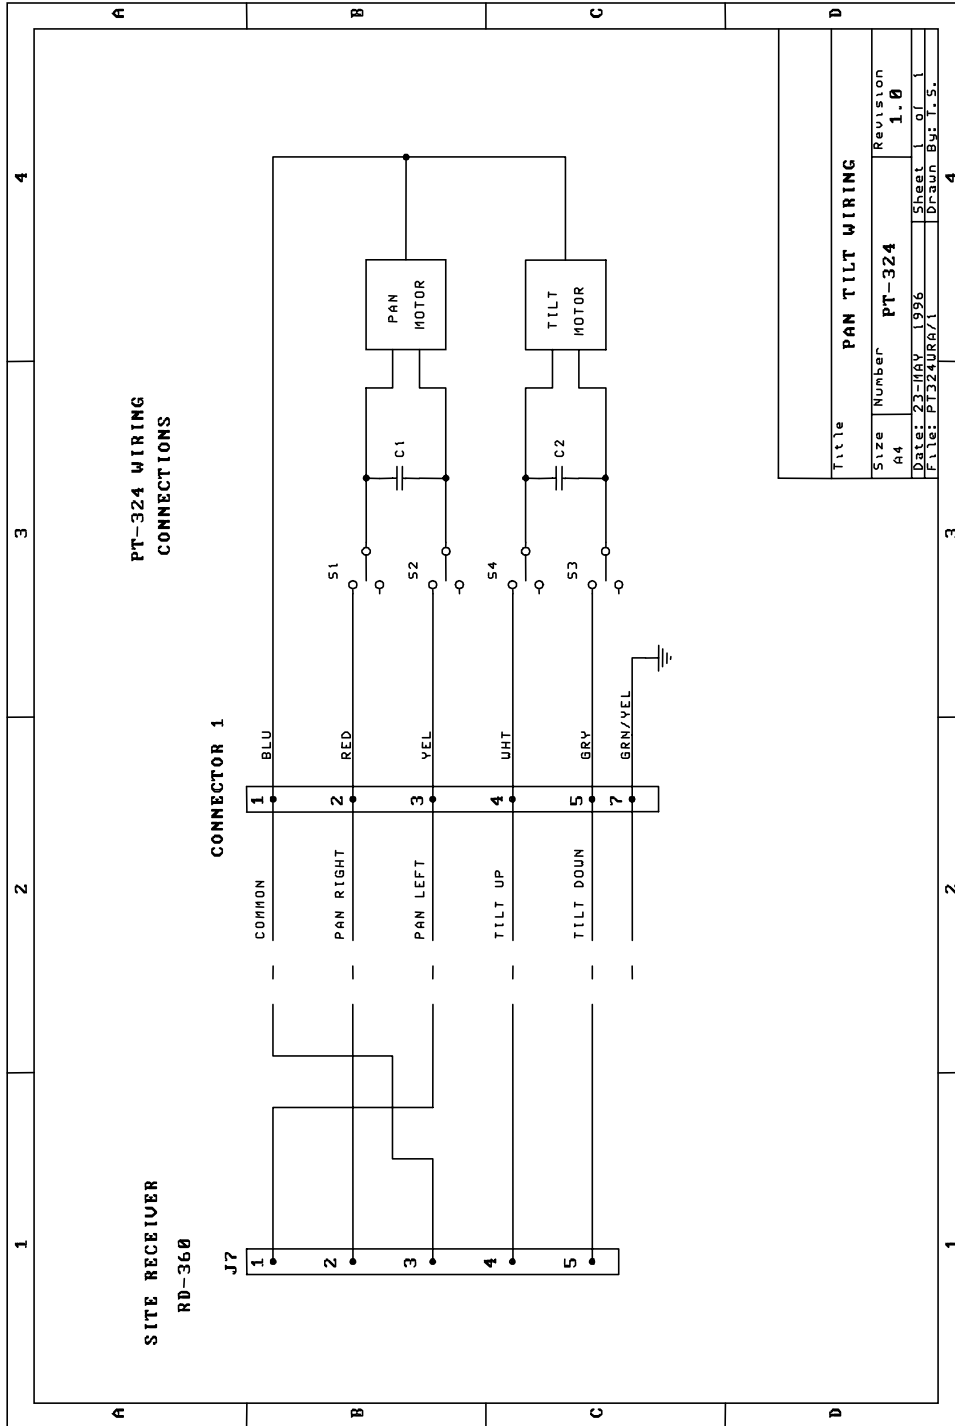 1
2
3
4
A
B
C
D
SITE RECEIVER
RD-360
J7
1
2
3
4
5
PT-324 WIRING
CONNECTIONS
CONNECTOR 1
COMMON
1
BLU
PAN RIGHT
2
RED
PAN LEFT
3
YEL
TILT UP
4
WHT
TILT DOWN
5
GRY
7
GRN/YEL
S1
S2
S4
S3
C1
C2
PAN
MOTOR
TILT
MOTOR
Title
PAN TILT WIRING
Size
A4
Number
PT-324
Revision
1.0
Date: 23-MAY 1996
Sheet 1 of 1
File: PT324WRA/1
Drawn By: T.S.
A
B
C
D
1
2
3
4